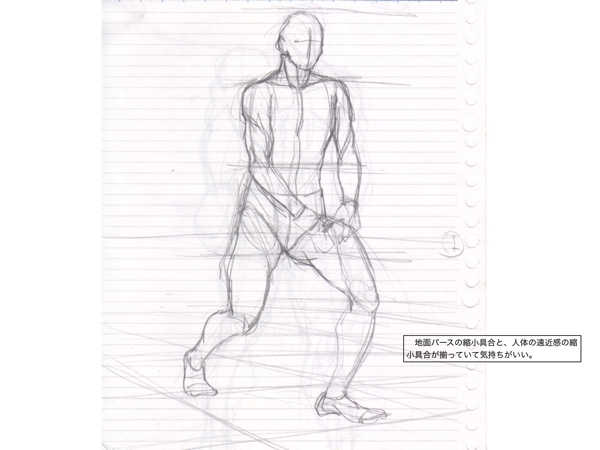 1
地面パースの縮小具合と、人体の遠近感の縮
小具合が揃っていて気持ちがいい。